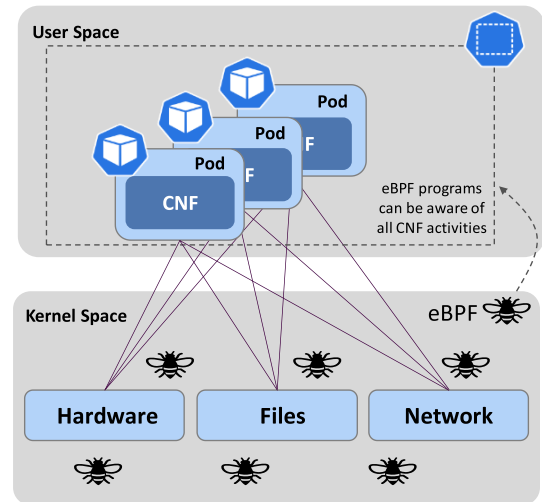 User Space
Pod
Pod
F
Pod
F
CNF
eBPF programs
can be aware of
all CNF activities
Kernel Space
eBPF
Hardware
Files
Network